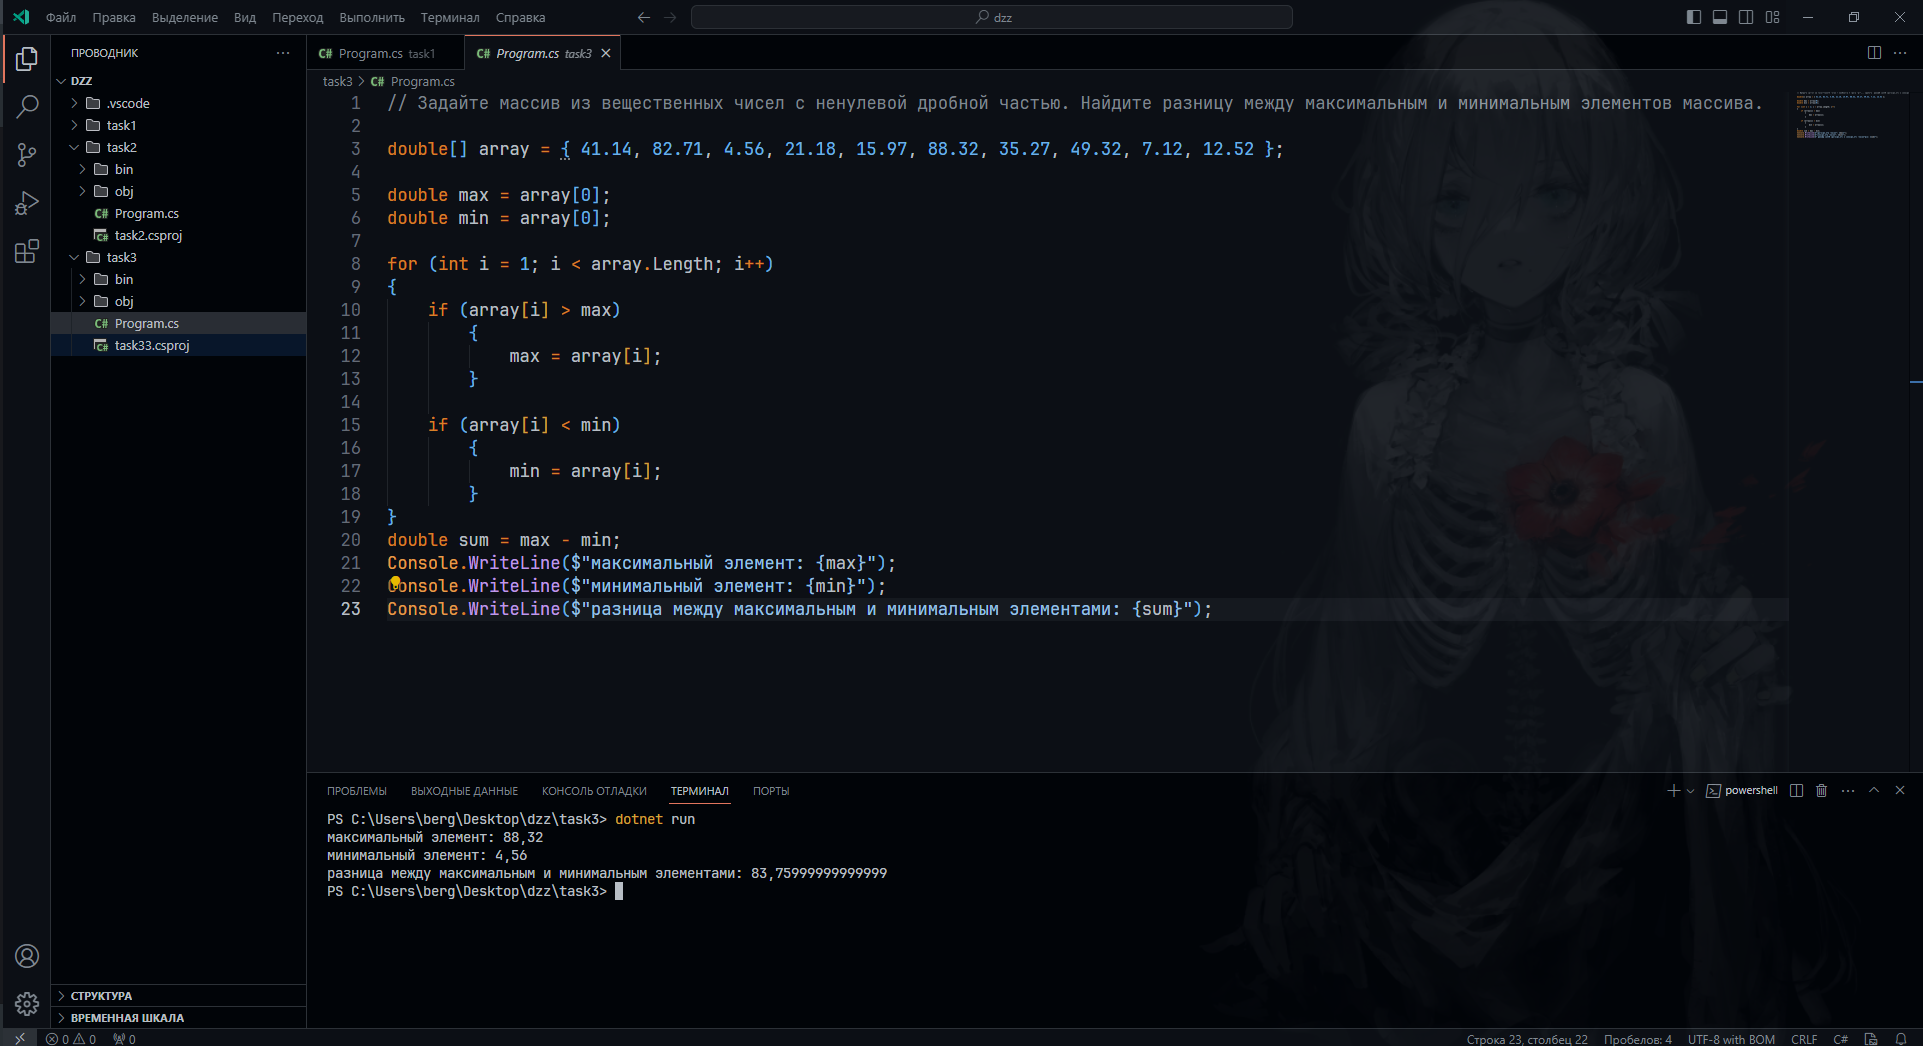 Файл Правка Выделение Вид Переход Выполнить Терминал Справка
dzz
ПРОВОДНИК
DZZ
.vscode
task1
task2
bin
obj
C# Program.cs
task2.csproj
task3
bin
obj
C# Program.cs
task33.csproj
СТРУКТУРА
ВРЕМЕННАЯ ШКАЛА
C# Program.cs task1 C# Program.cs task3
task3 > C# Program.cs
1 // Задайте массив из вещественных чисел с ненулевой дробной частью. Найдите разницу между максимальным и минимальным элементов массива.
2
3 double[] array = { 41.14, 82.71, 4.56, 21.18, 15.97, 88.32, 35.27, 49.32, 7.12, 12.52 };
4
5 double max = array[0];
6 double min = array[0];
7
8 for (int i = 1; i < array.Length; i++)
9 {
10 if (array[i] > max)
11 {
12 max = array[i];
13 }
14
15 if (array[i] < min)
16 {
17 min = array[i];
18 }
19 }
20 double sum = max - min;
21 Console.WriteLine($"максимальный элемент: {max}");
22 Console.WriteLine($"минимальный элемент: {min}");
23 Console.WriteLine($"разница между максимальным и минимальным элементами: {sum}");
ПРОБЛЕМЫ ВЫХОДНЫЕ ДАННЫЕ КОНСОЛЬ ОТЛАДКИ ТЕРМИНАЛ ПОРТЫ
powershell
PS C:\Users\berg\Desktop\dzz\task3> dotnet run
максимальный элемент: 88,32
минимальный элемент: 4,56
разница между максимальным и минимальным элементами: 83,75999999999999
PS C:\Users\berg\Desktop\dzz\task3>
0 0 0
Строка 23, столбец 22 Пробелов: 4 UTF-8 with BOM CRLF C#